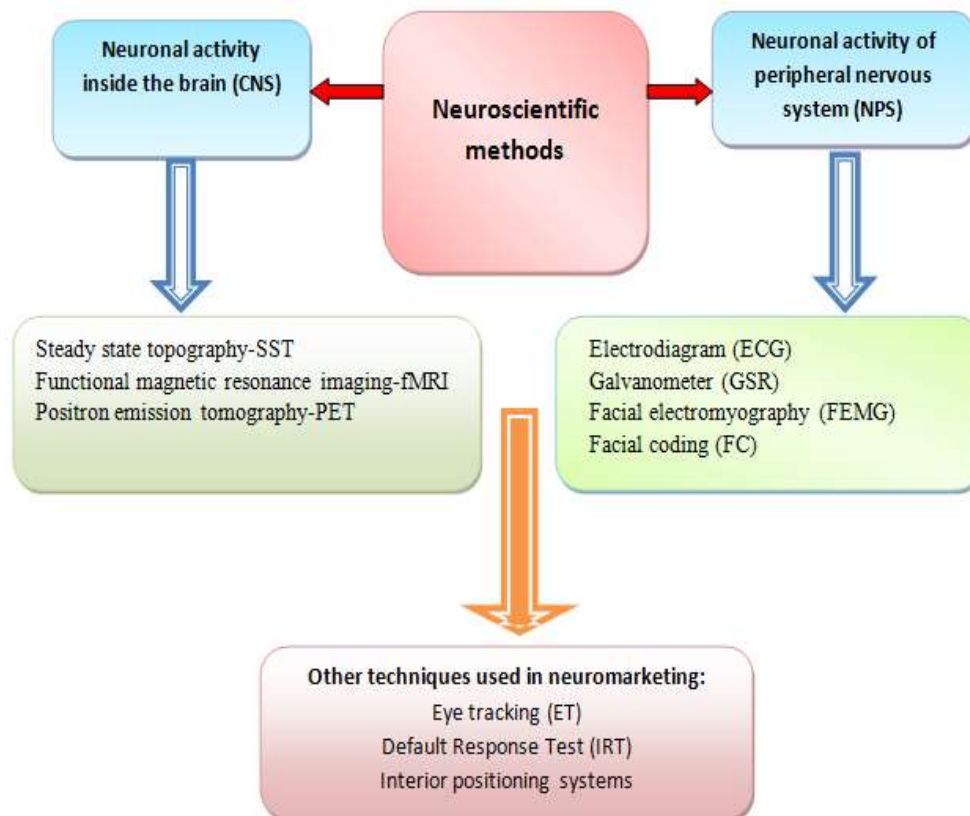 Neuronal activity
inside the brain (CNS)
Neuroscientific
methods
Neuronal activity of
peripheral nervous
system (NPS)
Steady state topography-SST
Functional magnetic resonance imaging-fMRI
Positron emission tomography-PET
Electrodiagram (ECG)
Galvanometer (GSR)
Facial electromyography (FEMG)
Facial coding (FC)
Other techniques used in neuromarketing:
Eye tracking (ET)
Default Response Test (IRT)
Interior positioning systems